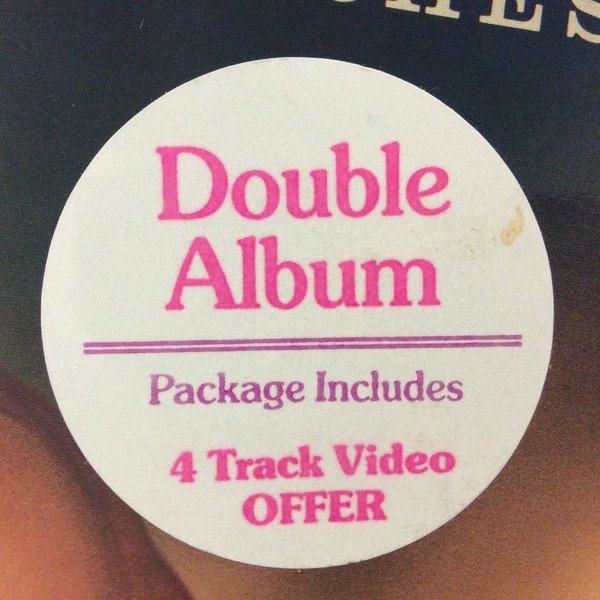 Double
Album
Package Includes
4 Track Video
OFFER